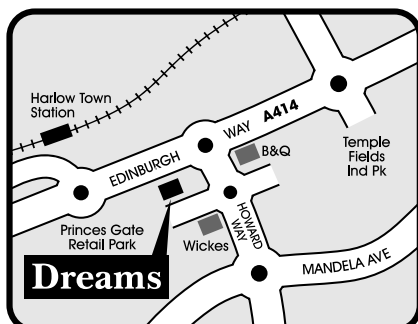 Harlow Town
Station
EDINBURGH WAY A414
B&Q
Temple
Fields
Ind Pk
Princes Gate
Retail Park
Wickes
HOWARD
WAY
Dreams
MANDELA AVE